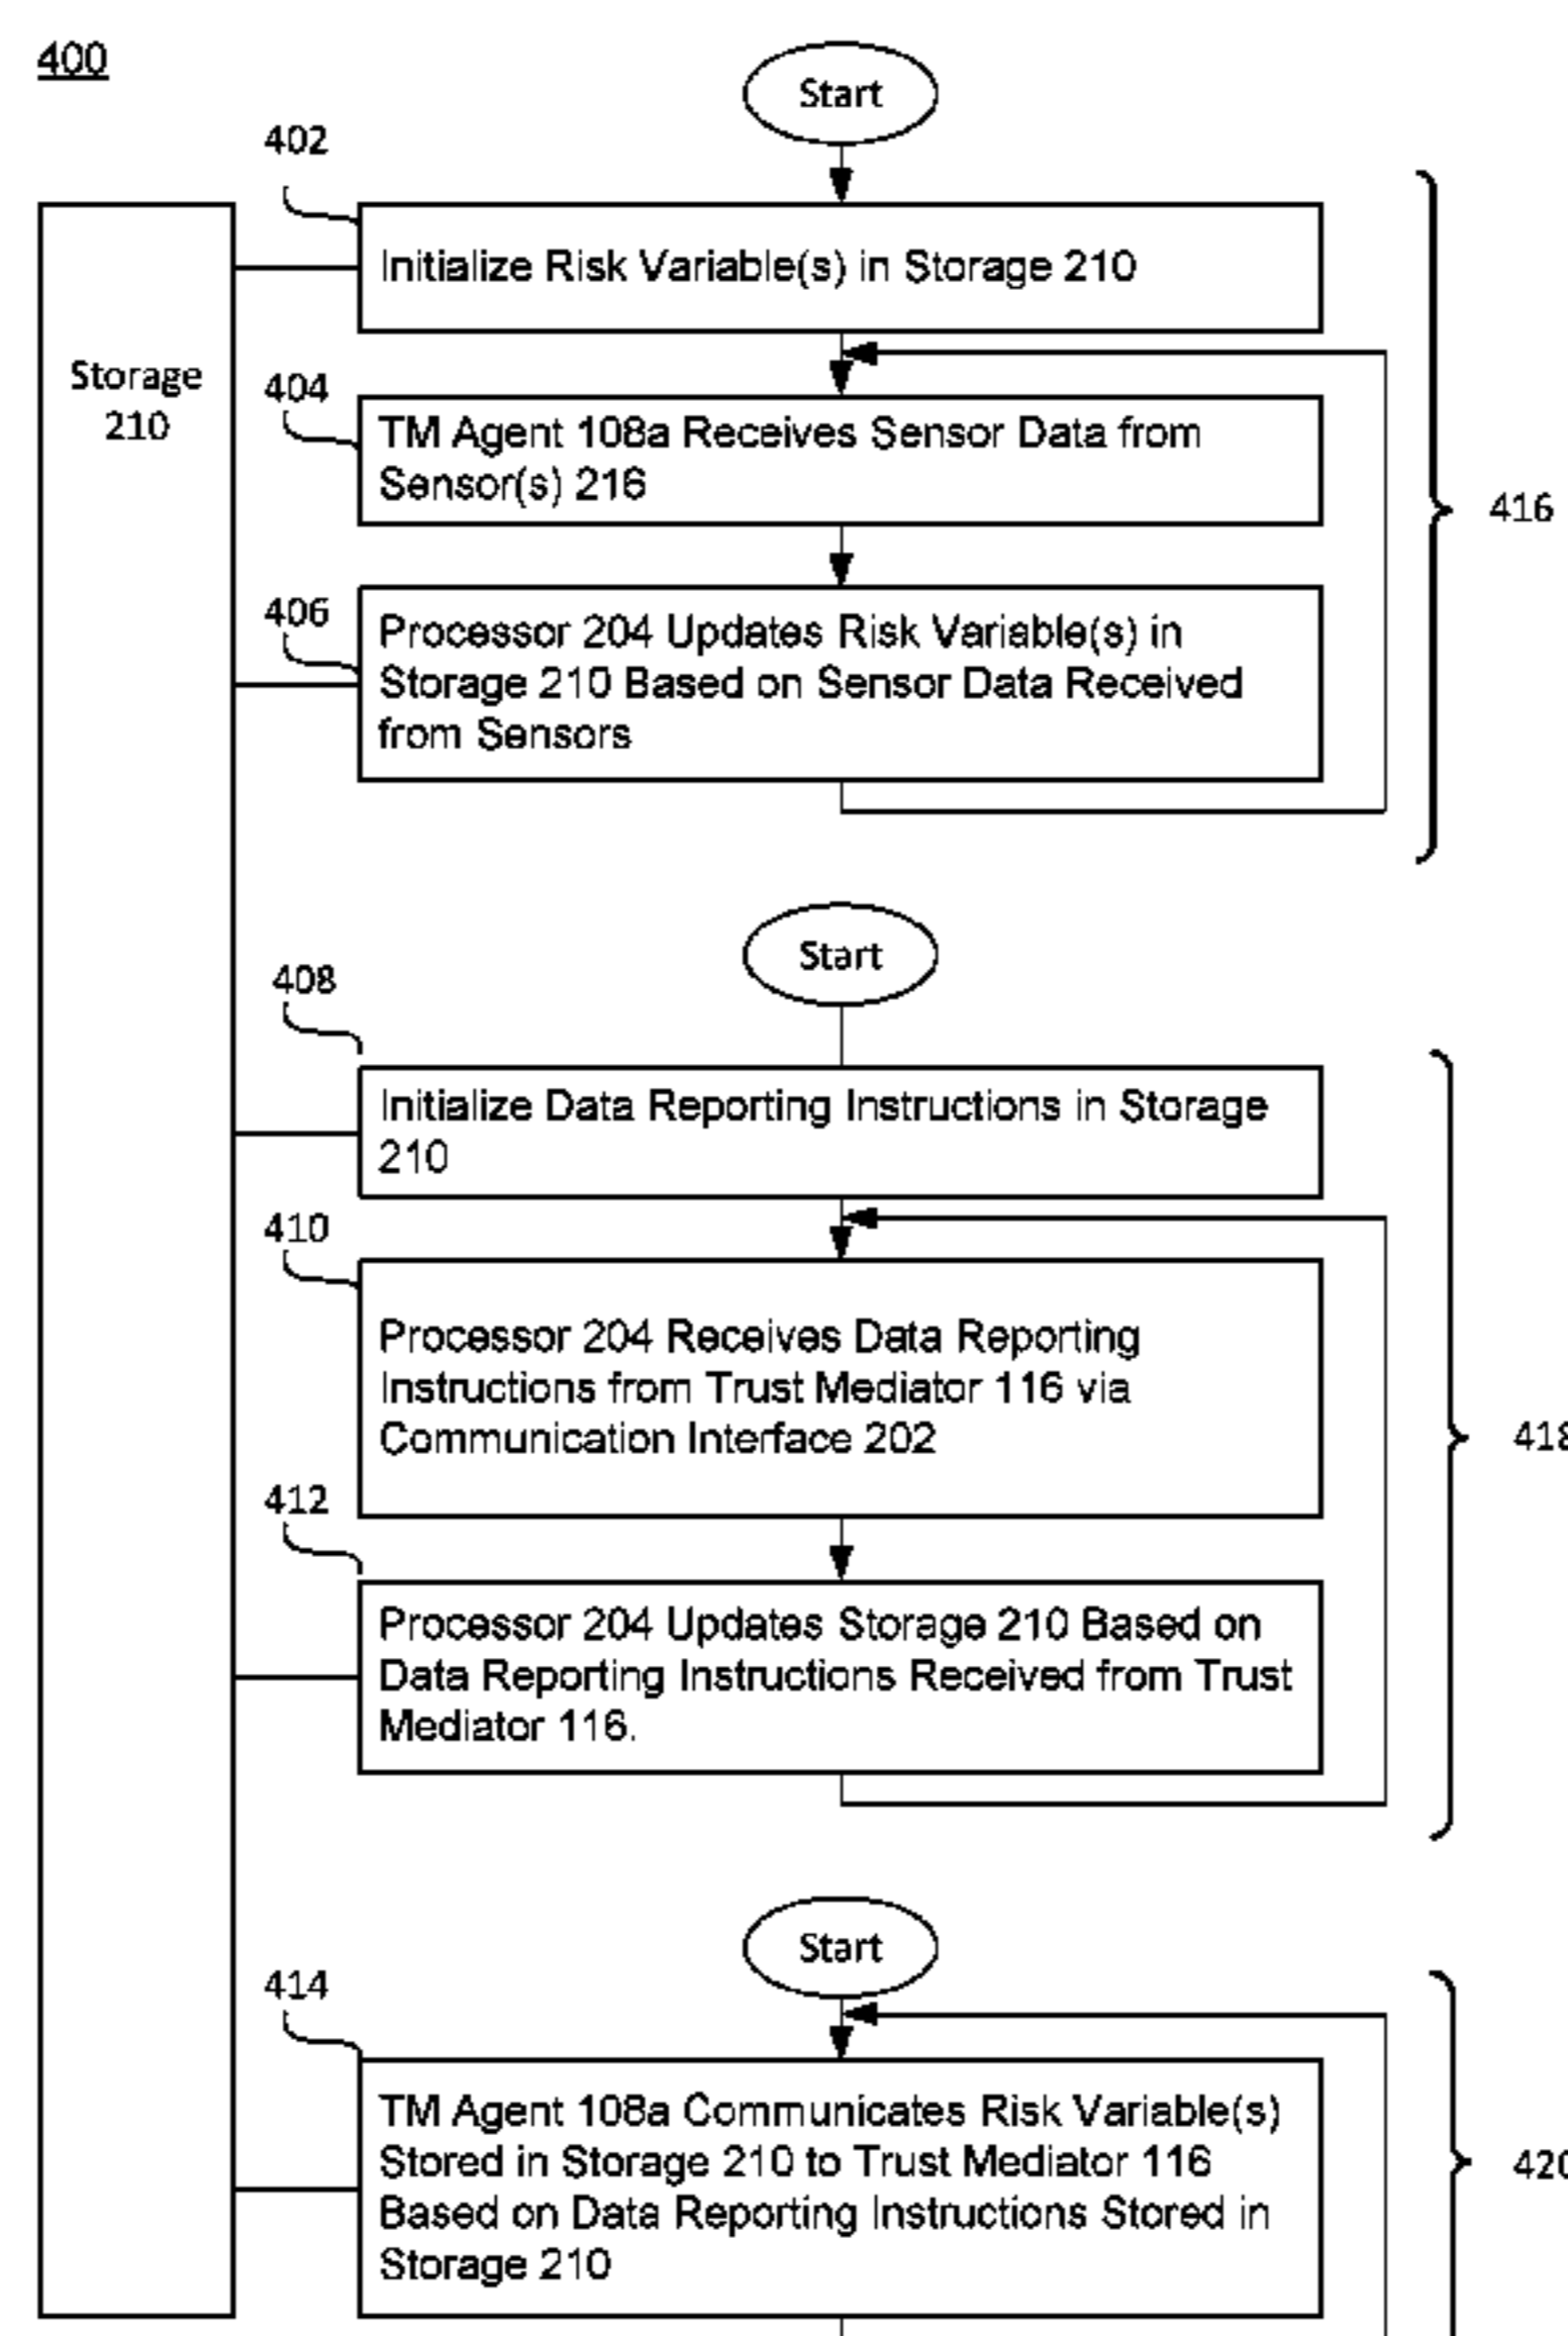 400
Start
402
Initialize Risk Variable(s) in Storage 210
Storage
210
404
TM Agent 108a Receives Sensor Data from
Sensor(s) 216
416
406
Processor 204 Updates Risk Variable(s) in
Storage 210 Based on Sensor Data Received
from Sensors
Start
408
Initialize Data Reporting Instructions in Storage
210
410
Processor 204 Receives Data Reporting
Instructions from Trust Mediator 116 via
Communication Interface 202
418
412
Processor 204 Updates Storage 210 Based on
Data Reporting Instructions Received from Trust
Mediator 116.
Start
414
TM Agent 108a Communicates Risk Variable(s)
Stored in Storage 210 to Trust Mediator 116
Based on Data Reporting Instructions Stored in
Storage 210
420